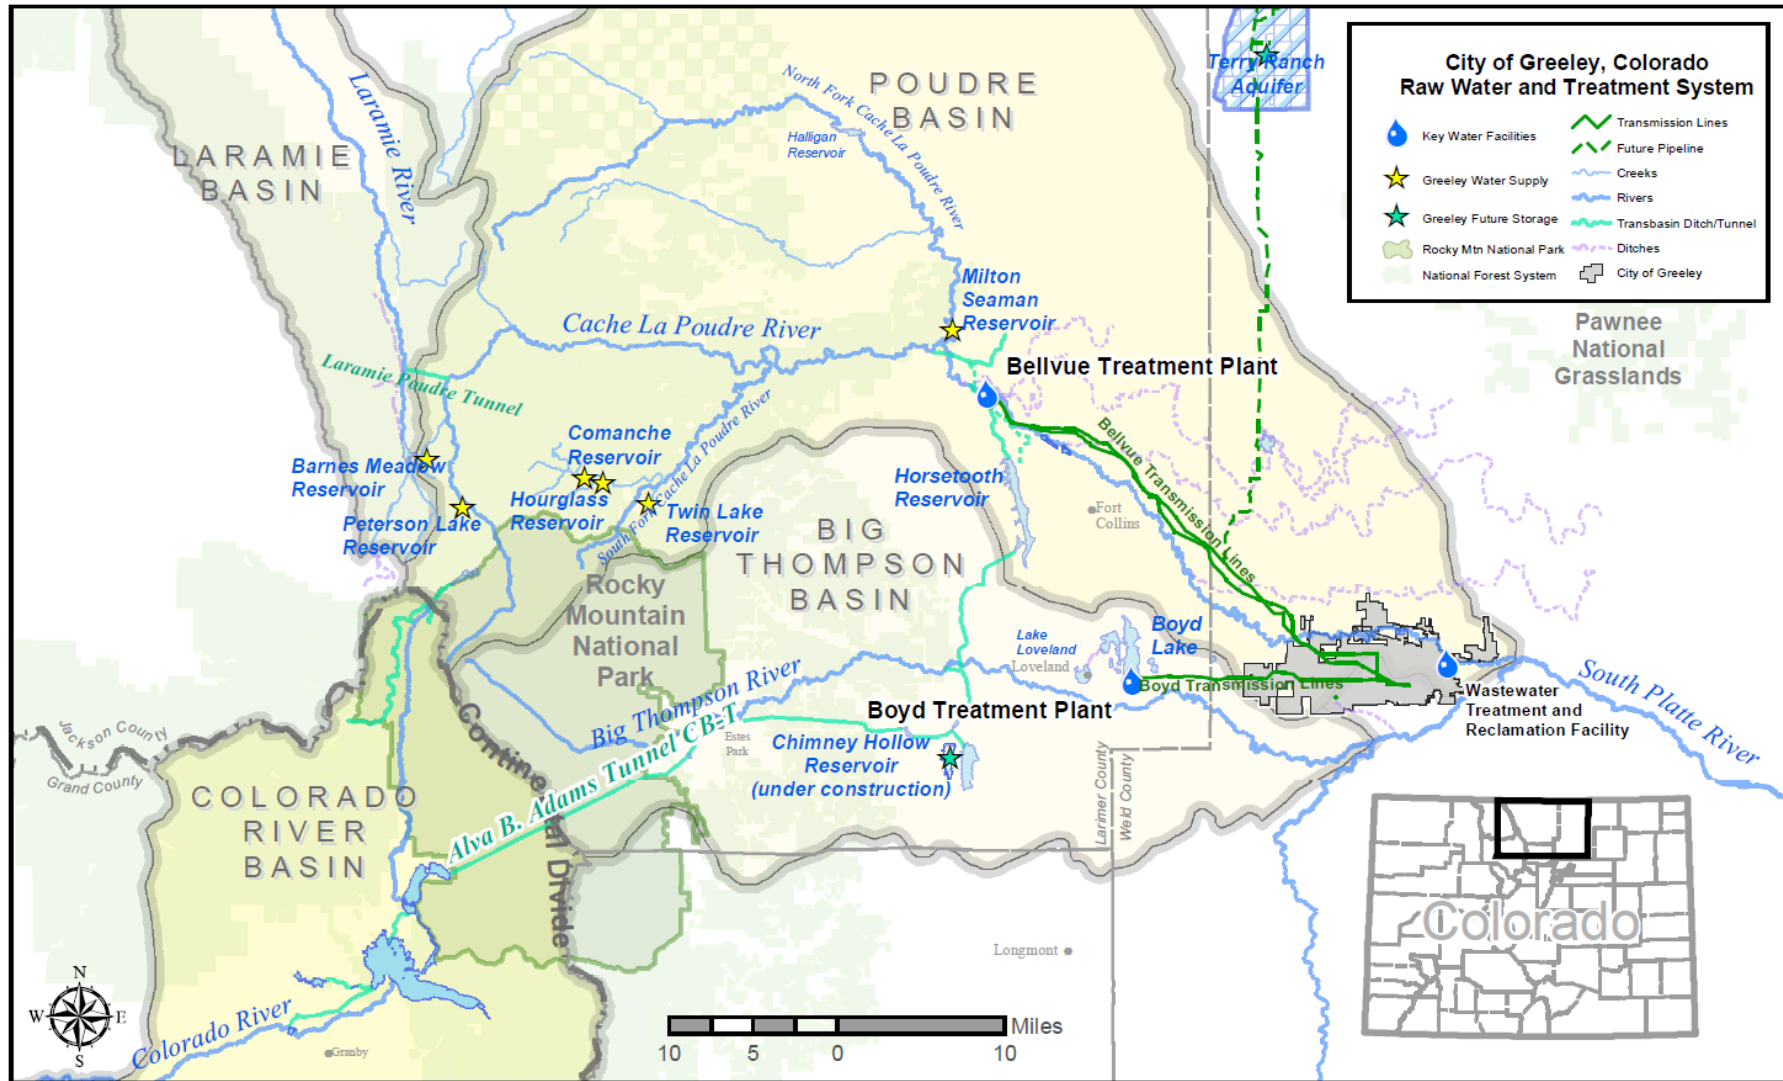 City of Greeley, Colorado
Raw Water and Treatment System
Key Water Facilities
Greeley Water Supply
Greeley Future Storage
Rocky Mtn National Park
National Forest System
Transmission Lines
Future Pipeline
Creeks
Rivers
Transbasin Ditch/Tunnel
Ditches
City of Greeley
Terry Ranch
Aquifer
POUDRE
BASIN
North Fork Cache La Poudre River
Halligan
Reservoir
Laramie River
LARAMIE
BASIN
Milton
Seaman
Reservoir
Cache La Poudre River
Bellvue Treatment Plant
Pawnee
National
Grasslands
Laramie Poudre Tunnel
Bellvue Transmission Lines
Comanche
Reservoir
Barnes Meadow
Reservoir
Hourglass
Reservoir
Peterson Lake
Reservoir
Twin Lake
Reservoir
South Fork Cache La Poudre River
Horsetooth
Reservoir
Fort
Collins
BIG
THOMPSON
BASIN
Rocky
Mountain
National
Park
Lake
Loveland
Loveland
Boyd
Lake
Boyd Transmission Lines
Boyd Treatment Plant
Wastewater
Treatment and
Reclamation Facility
South Platte River
Big Thompson River
Alva B. Adams Tunnel CB-T
Estes
Park
Chimney Hollow
Reservoir
(under construction)
Larimer County
Weld County
Jackson County
Grand County
Continental Divide
COLORADO
RIVER
BASIN
Colorado River
Granby
Longmont
Colorado
N
W
E
S
10
5
0
10
Miles